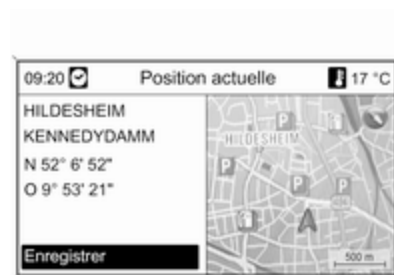 09:20 Position actuelle 17 °C
HILDESHEIM
KENNEDYDAMM
N 52° 6' 52"
O 9° 53' 21"
Enregistrer
HILDESHEIM
P
P
P
P
500 m